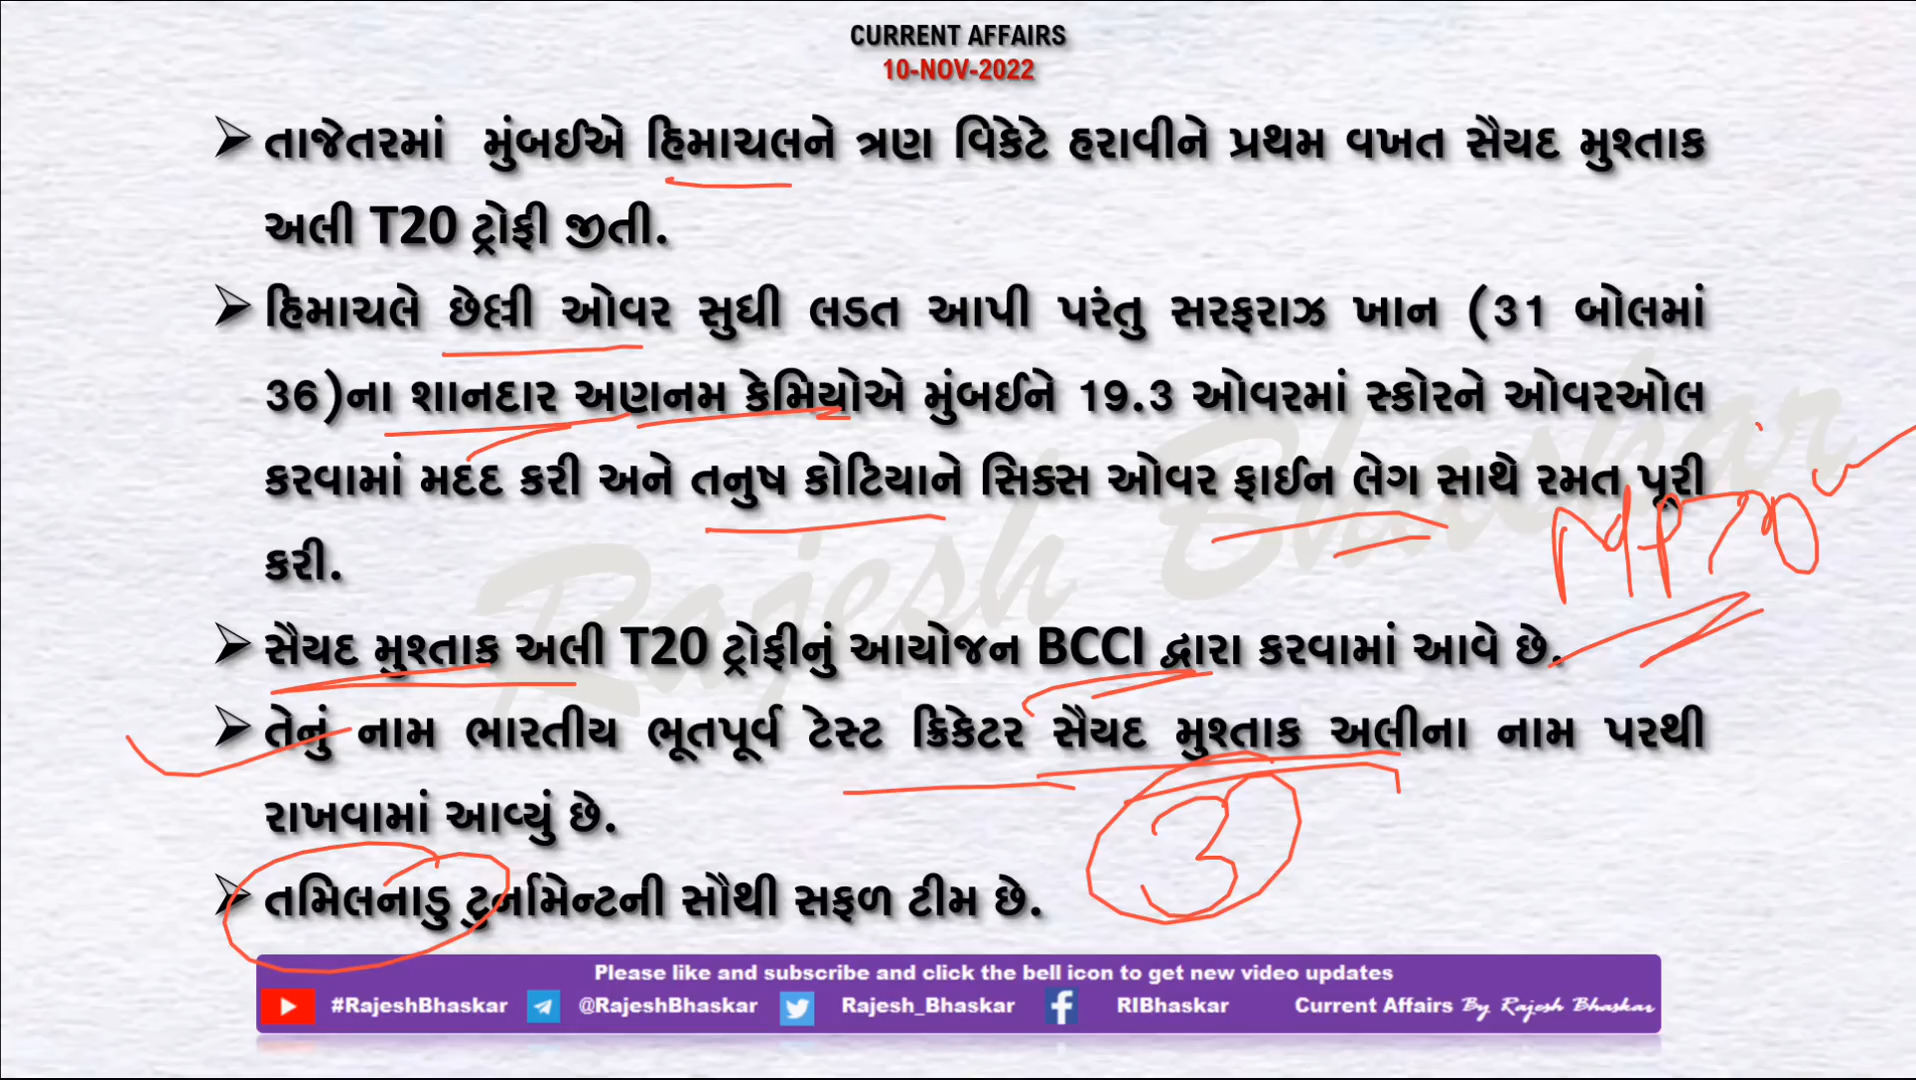 CURRENT AFFAIRS
10-NOV-2022
➢ તાજેતરમાં મુંબઈએ હિમાચલને ત્રણ વિકેટે હરાવીને પ્રથમ વખત સૈયદ મુશ્તાક
અલી T20 ટ્રોફી જીતી.
➢ હિમાચલે છેલ્લી ઓવર સુધી લડત આપી પરંતુ સરફરાઝ ખાન (31 બોલમાં
36)ના શાનદાર અણનમ કેમિયોએ મુંબઈને 19.3 ઓવરમાં સ્કોરને ઓવરઓલ
કરવામાં મદદ કરી અને તનુષ કોટિયાને સિક્સ ઓવર ફાઈન લેગ સાથે રમત પૂરી
કરી.
➢ સૈયદ મુશ્તાક અલી T20 ટ્રોફીનું આયોજન BCCI દ્વારા કરવામાં આવે છે.
➢ તેનું નામ ભારતીય ભૂતપૂર્વ ટેસ્ટ ક્રિકેટર સૈયદ મુશ્તાક અલીના નામ પરથી
રાખવામાં આવ્યું છે.
➢ તમિલનાડુ ટુર્નામેન્ટની સૌથી સફળ ટીમ છે.
3
Rajesh Bhaskar
Please like and subscribe and click the bell icon to get new video updates
#RajeshBhaskar @RajeshBhaskar Rajesh_Bhaskar RIBhaskar Current Affairs By Rajesh Bhaskar